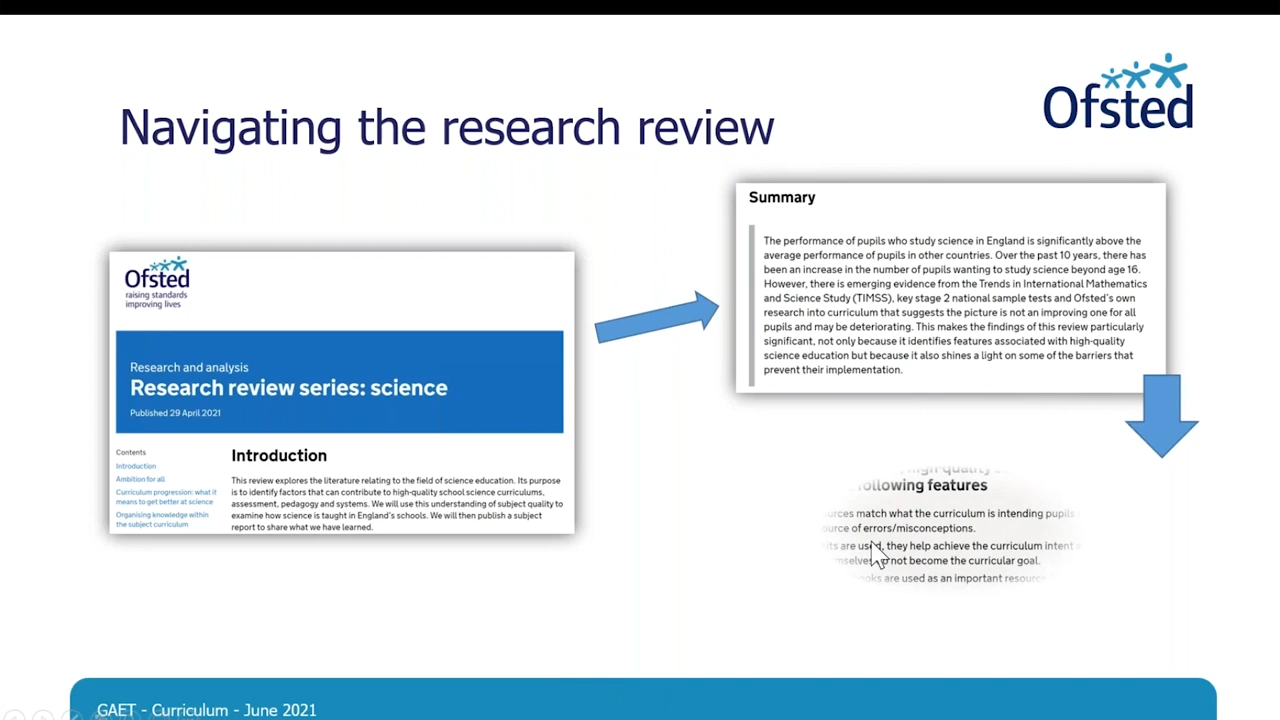 Navigating the research review
Ofsted
Ofsted
raising standards
improving lives
Research and analysis
Research review series: science
Published 29 April 2021
Contents
Introduction
Ambition for all
Curriculum progression: what it
means to get better at science
Organising knowledge within
the subject curriculum
Introduction
This review explores the literature relating to the field of science education. Its purpose
is to identify factors that can contribute to high-quality school science curriculums,
assessment, pedagogy and systems. We will use this understanding of subject quality to
examine how science is taught in England's schools. We will then publish a subject
report to share what we have learned.
Summary
The performance of pupils who study science in England is significantly above the
average performance of pupils in other countries. Over the past 10 years, there has
been an increase in the number of pupils wanting to study science beyond age 16.
However, there is emerging evidence from the Trends in International Mathematics
and Science Study (TIMSS), key stage 2 national sample tests and Ofsted's own
research into curriculum that suggests the picture is not an improving one for all
pupils and may be deteriorating. This makes the findings of this review particularly
significant, not only because it identifies features associated with high-quality
science education but because it also shines a light on some of the barriers that
prevent their implementation.
high-quality
following features
match what the curriculum is intending pupils
of errors/misconceptions.
are used, they help achieve the curriculum intent
not become the curricular goal.
are used as an important resource
GAET - Curriculum - June 2021